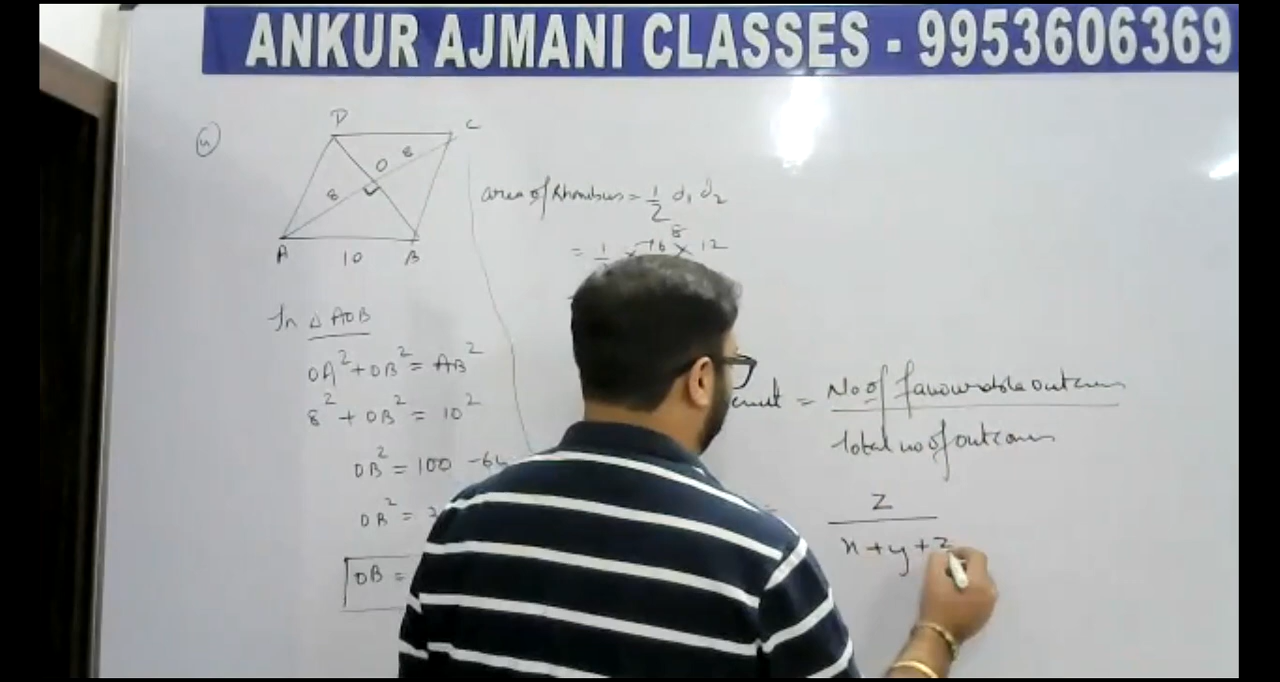 ANKUR AJMANI CLASSES - 9953606369
D C
O 8
8
A 10 B
In △ AOB
OA² + OB² = AB²
8² + OB² = 10²
OB² = 100 - 64
OB² =
OB =
area of Rhombus = 1/2 d₁ d₂
8
= 1 × 16 × 12
= No of favourable outcomes
Total no of outcomes
= z
x + y + z